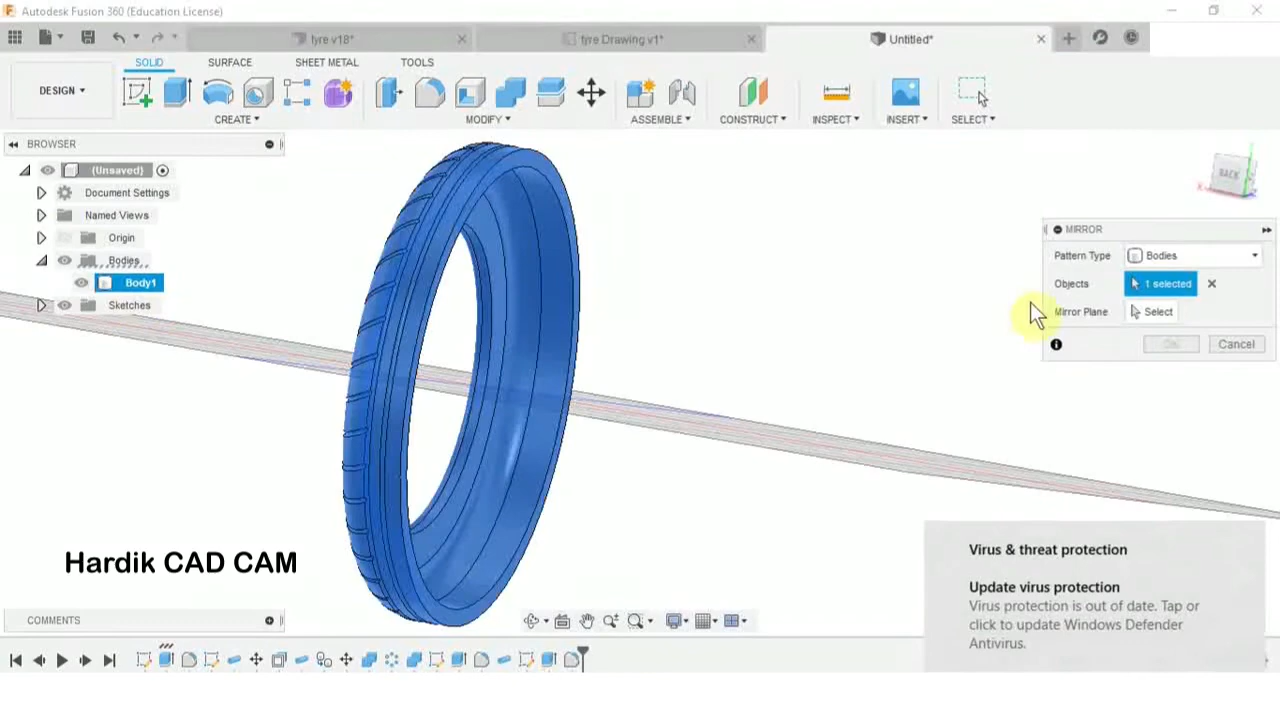 Autodesk Fusion 360 (Education License)
tyre v18*
tyre Drawing v1*
Untitled*
SOLID
SURFACE
SHEET METAL
TOOLS
DESIGN
CREATE
MODIFY
ASSEMBLE
CONSTRUCT
INSPECT
INSERT
SELECT
BROWSER
(Unsaved)
Document Settings
Named Views
Origin
Bodies
Body1
Sketches
BACK
X
Z
MIRROR
Pattern Type
Bodies
Objects
1 selected
Mirror Plane
Select
OK
Cancel
Hardik CAD CAM
Virus & threat protection
Update virus protection
Virus protection is out of date. Tap or
click to update Windows Defender
Antivirus.
COMMENTS